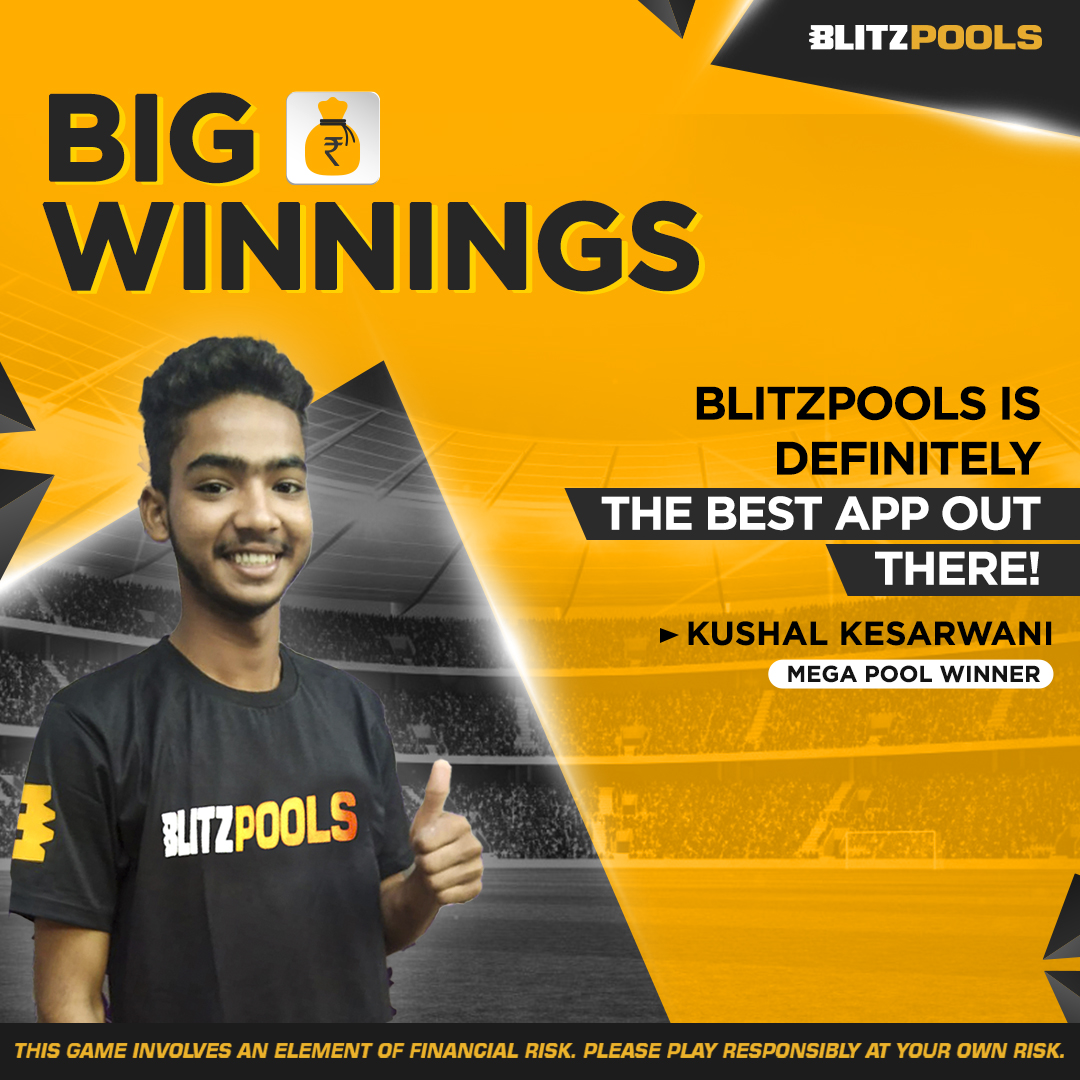 BLITZPOOLS
BIG
₹
WINNINGS
BLITZPOOLS IS
DEFINITELY
THE BEST APP OUT
THERE!
► KUSHAL KESARWANI
MEGA POOL WINNER
BLITZPOOLS
THIS GAME INVOLVES AN ELEMENT OF FINANCIAL RISK. PLEASE PLAY RESPONSIBLY AT YOUR OWN RISK.